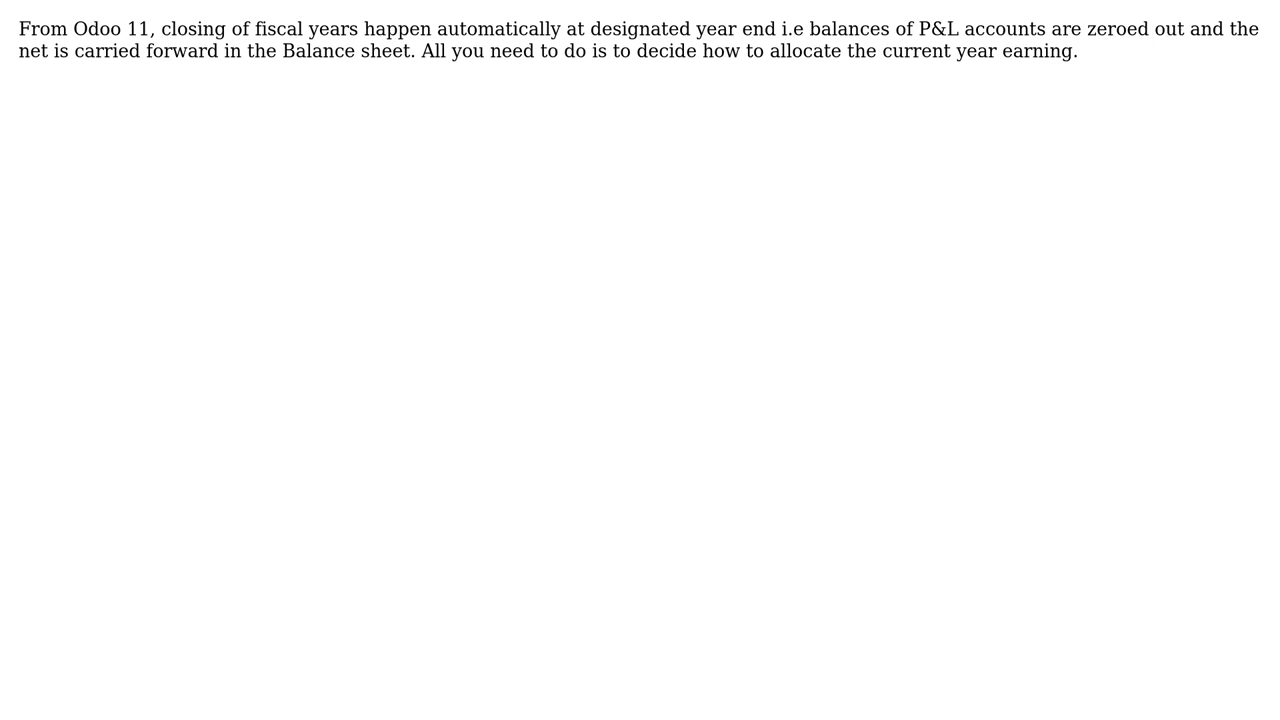 From Odoo 11, closing of fiscal years happen automatically at designated year end i.e balances of P&L accounts are zeroed out and the
net is carried forward in the Balance sheet. All you need to do is to decide how to allocate the current year earning.